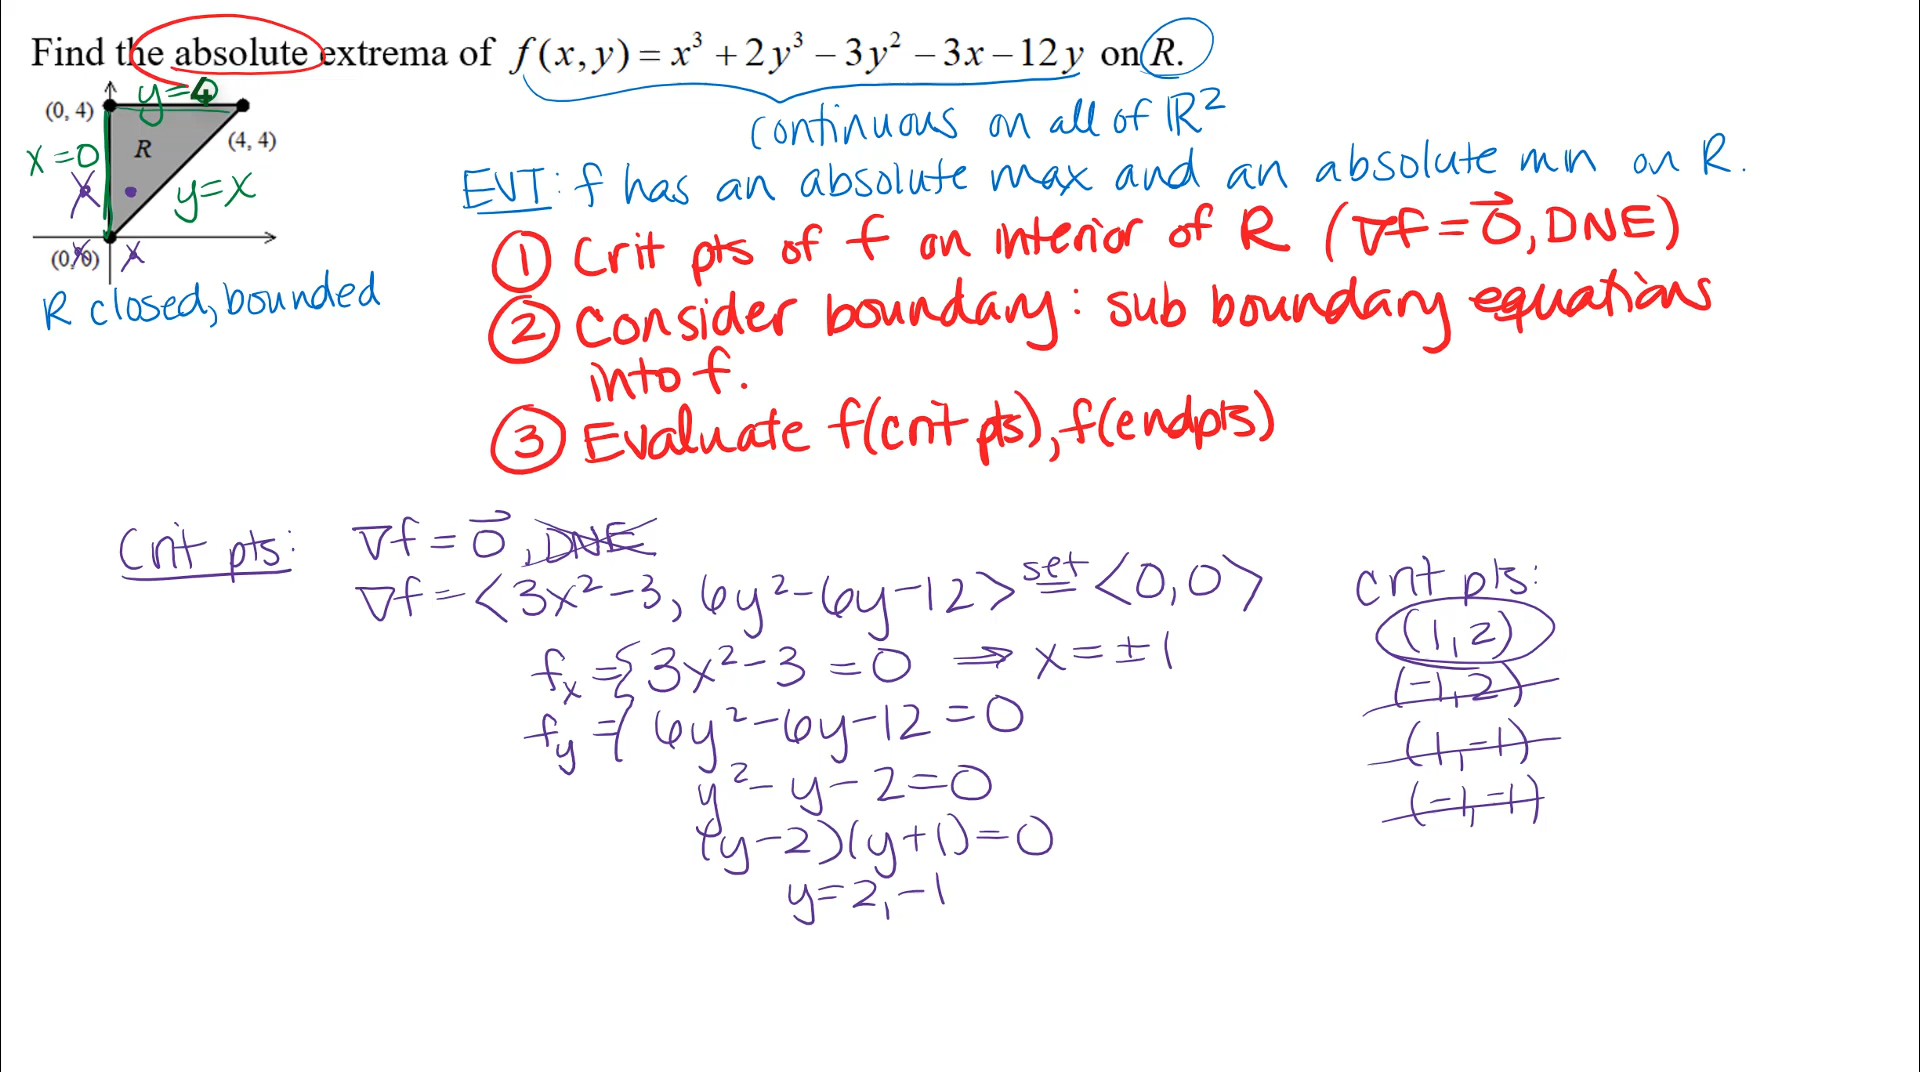 Find the absolute extrema of f(x, y) = x³ + 2y³ − 3y² − 3x − 12y on R.
y=4
(0, 4)
(4, 4)
R
x=0
y=x
(0, 0)
R closed, bounded
continuous on all of ℝ²
EVT: f has an absolute max and an absolute min on R.
① Crit pts of f on interior of R (∇f = 0⃗, DNE)
② Consider boundary: sub boundary equations
into f.
③ Evaluate f(crit pts), f(endpts)
Crit pts: ∇f = 0⃗, DNE
∇f = <3x²−3, 6y²−6y−12> set = <0,0>
f_x = { 3x²−3 = 0 ⇒ x = ±1
f_y = { 6y²−6y−12 = 0
y²−y−2=0
(y−2)(y+1)=0
y=2,−1
crit pts:
(1,2)
(−1,2)
(1,−1)
(−1,−1)